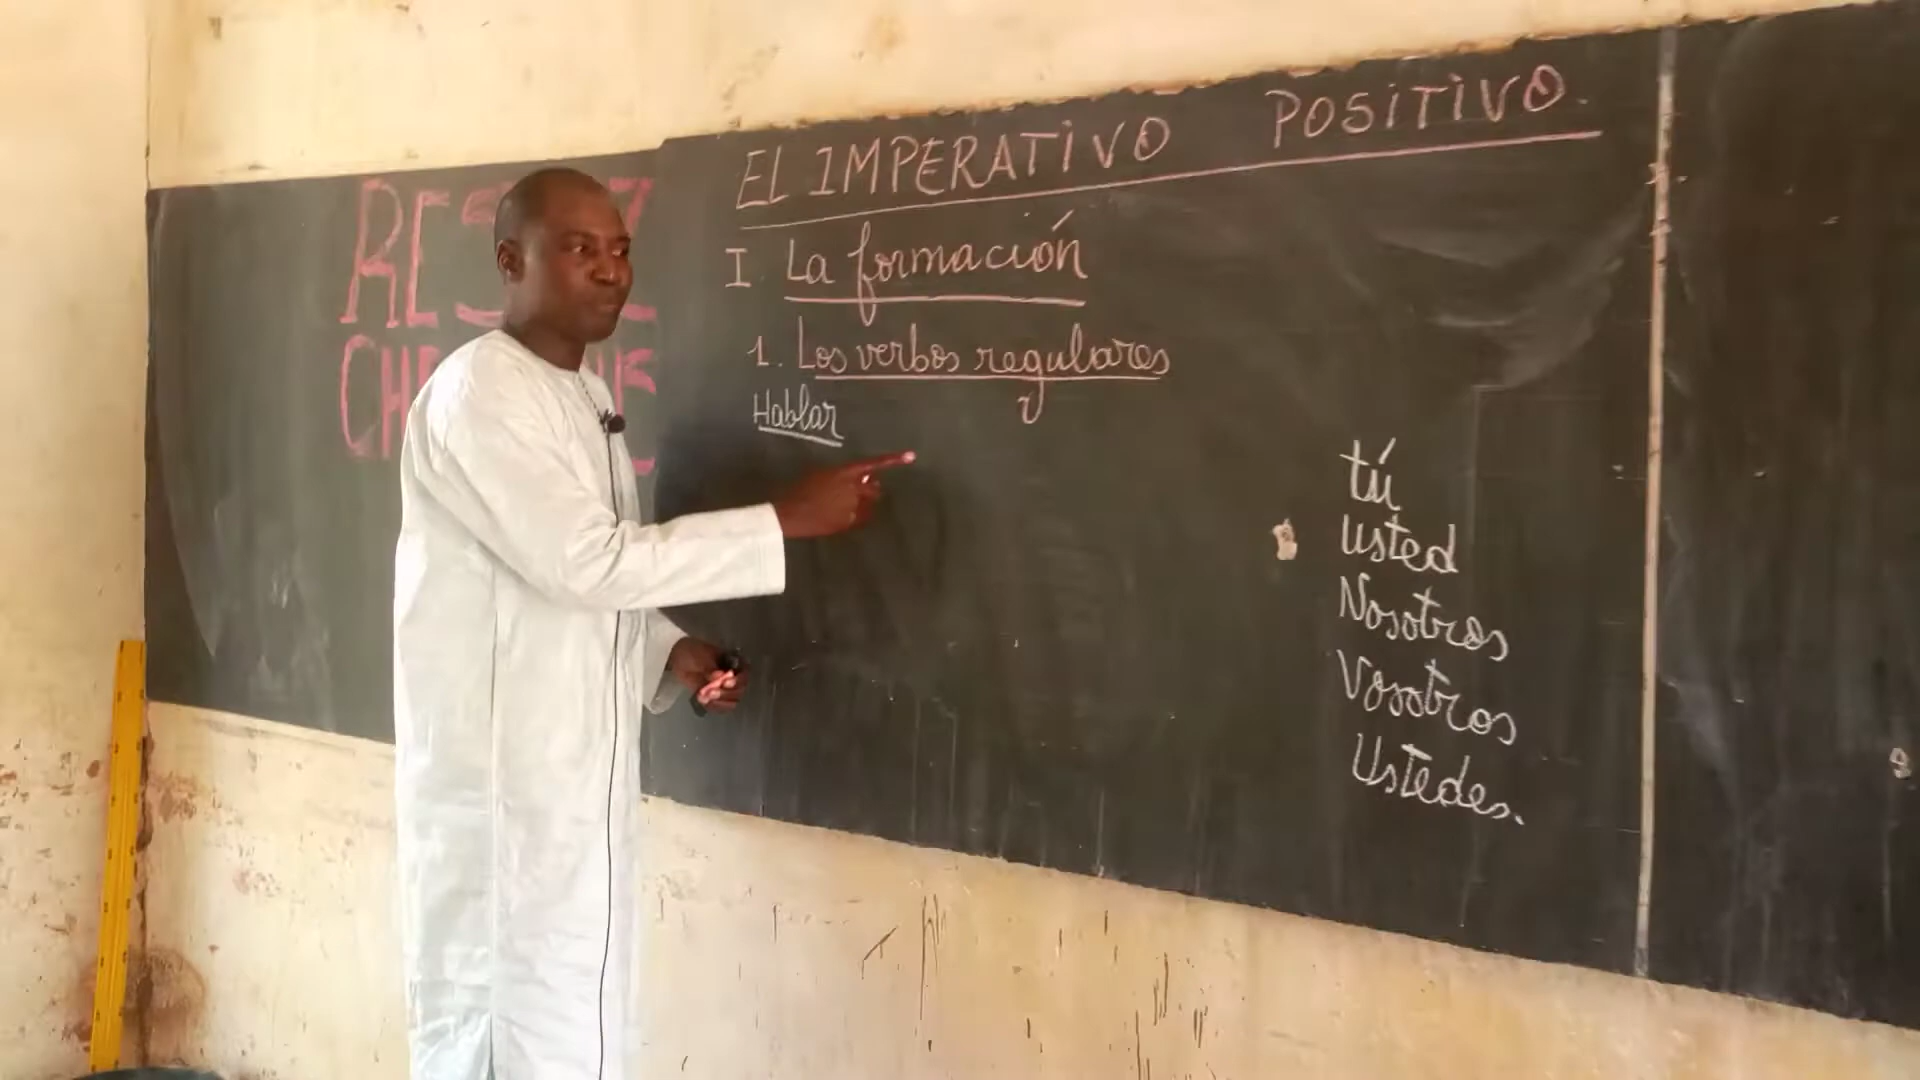 EL IMPERATIVO POSITIVO.
I. La formación
1. Los verbos regulares
Hablar
tú
Usted
Nosotros
Vosotros
Ustedes.